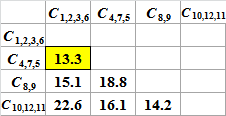 C1,2,3,6 C4,7,5 C8,9 C10,12,11
C1,2,3,6
C4,7,5 13.3
C8,9 15.1 18.8
C10,12,11 22.6 16.1 14.2